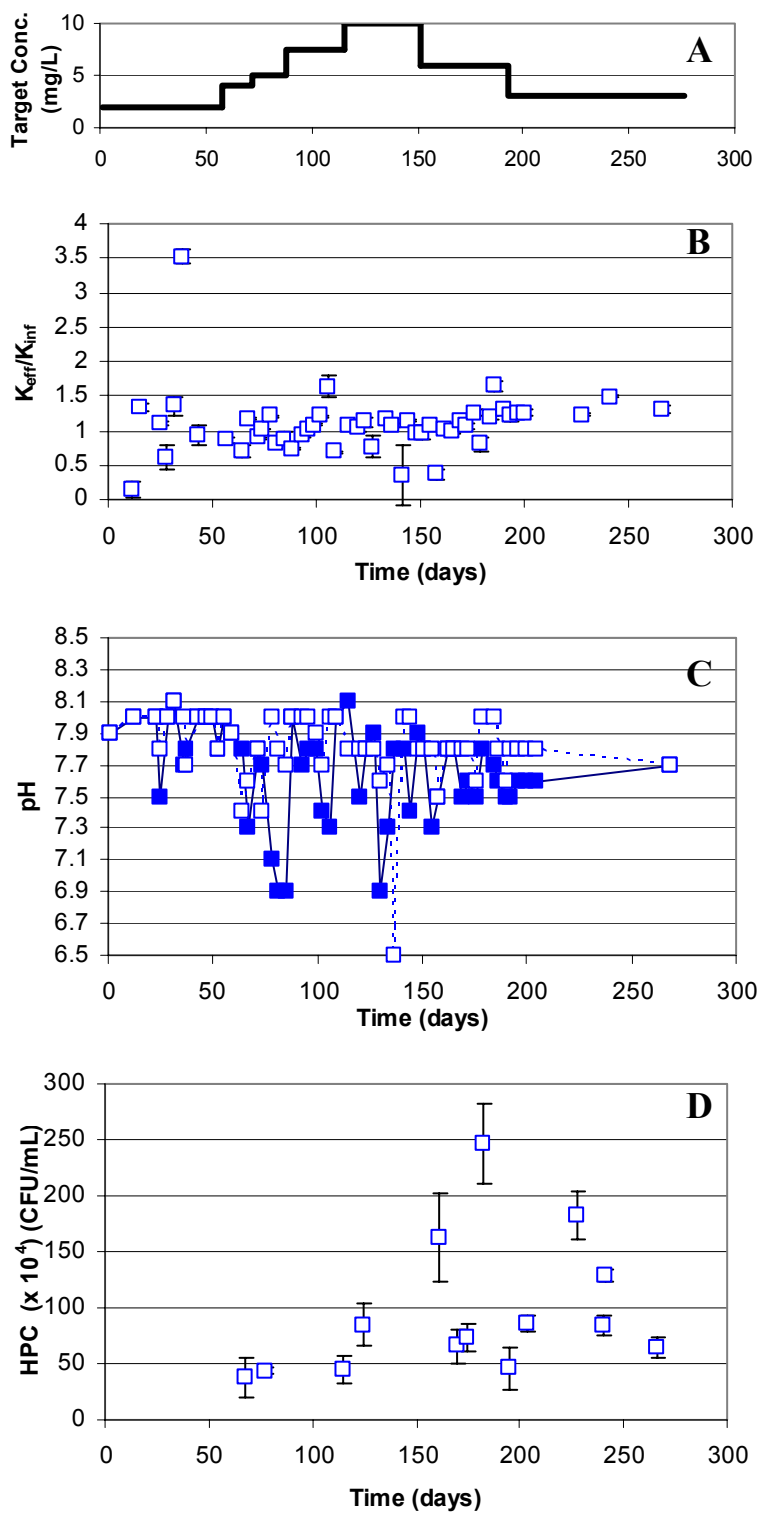 A
Target Conc.
(mg/L)
10
5
0
0 50 100 150 200 250 300
B
Keff/Kinf
4
3.5
3
2.5
2
1.5
1
0.5
0
0 50 100 150 200 250 300
Time (days)
C
pH
8.5
8.3
8.1
7.9
7.7
7.5
7.3
7.1
6.9
6.7
6.5
0 50 100 150 200 250 300
Time (days)
D
HPC (x 10⁴) (CFU/mL)
300
250
200
150
100
50
0
0 50 100 150 200 250 300
Time (days)